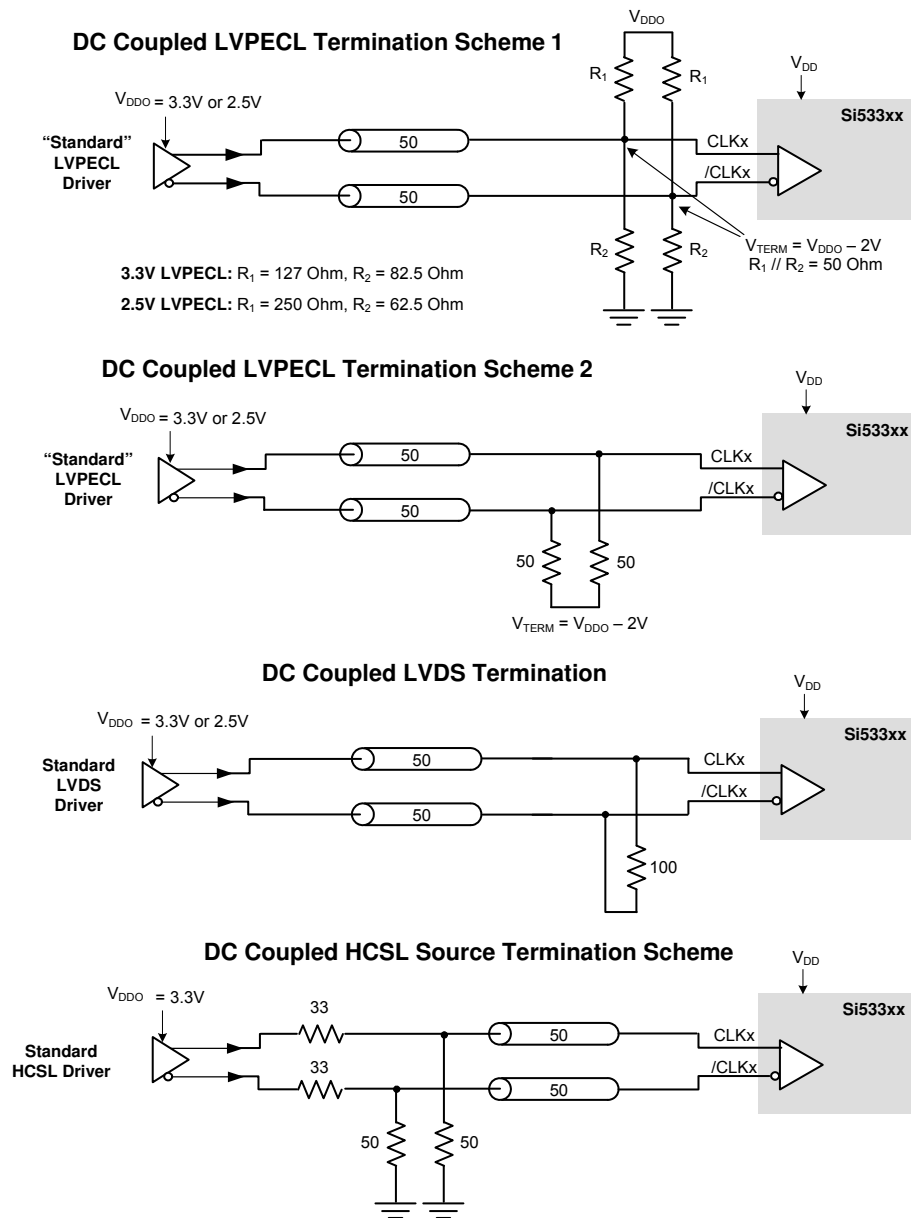 DC Coupled LVPECL Termination Scheme 1
VDDO
R1
R1
VDD
Si533xx
VDDO = 3.3V or 2.5V
“Standard”
LVPECL
Driver
50
50
CLKx
/CLKx
R2
R2
VTERM = VDDO – 2V
R1 // R2 = 50 Ohm
3.3V LVPECL: R1 = 127 Ohm, R2 = 82.5 Ohm
2.5V LVPECL: R1 = 250 Ohm, R2 = 62.5 Ohm
DC Coupled LVPECL Termination Scheme 2
VDD
Si533xx
VDDO = 3.3V or 2.5V
“Standard”
LVPECL
Driver
50
50
CLKx
/CLKx
50
50
VTERM = VDDO – 2V
DC Coupled LVDS Termination
VDD
Si533xx
VDDO = 3.3V or 2.5V
Standard
LVDS
Driver
50
50
CLKx
/CLKx
100
DC Coupled HCSL Source Termination Scheme
VDD
Si533xx
VDDO = 3.3V
Standard
HCSL Driver
33
33
50
50
CLKx
/CLKx
50
50